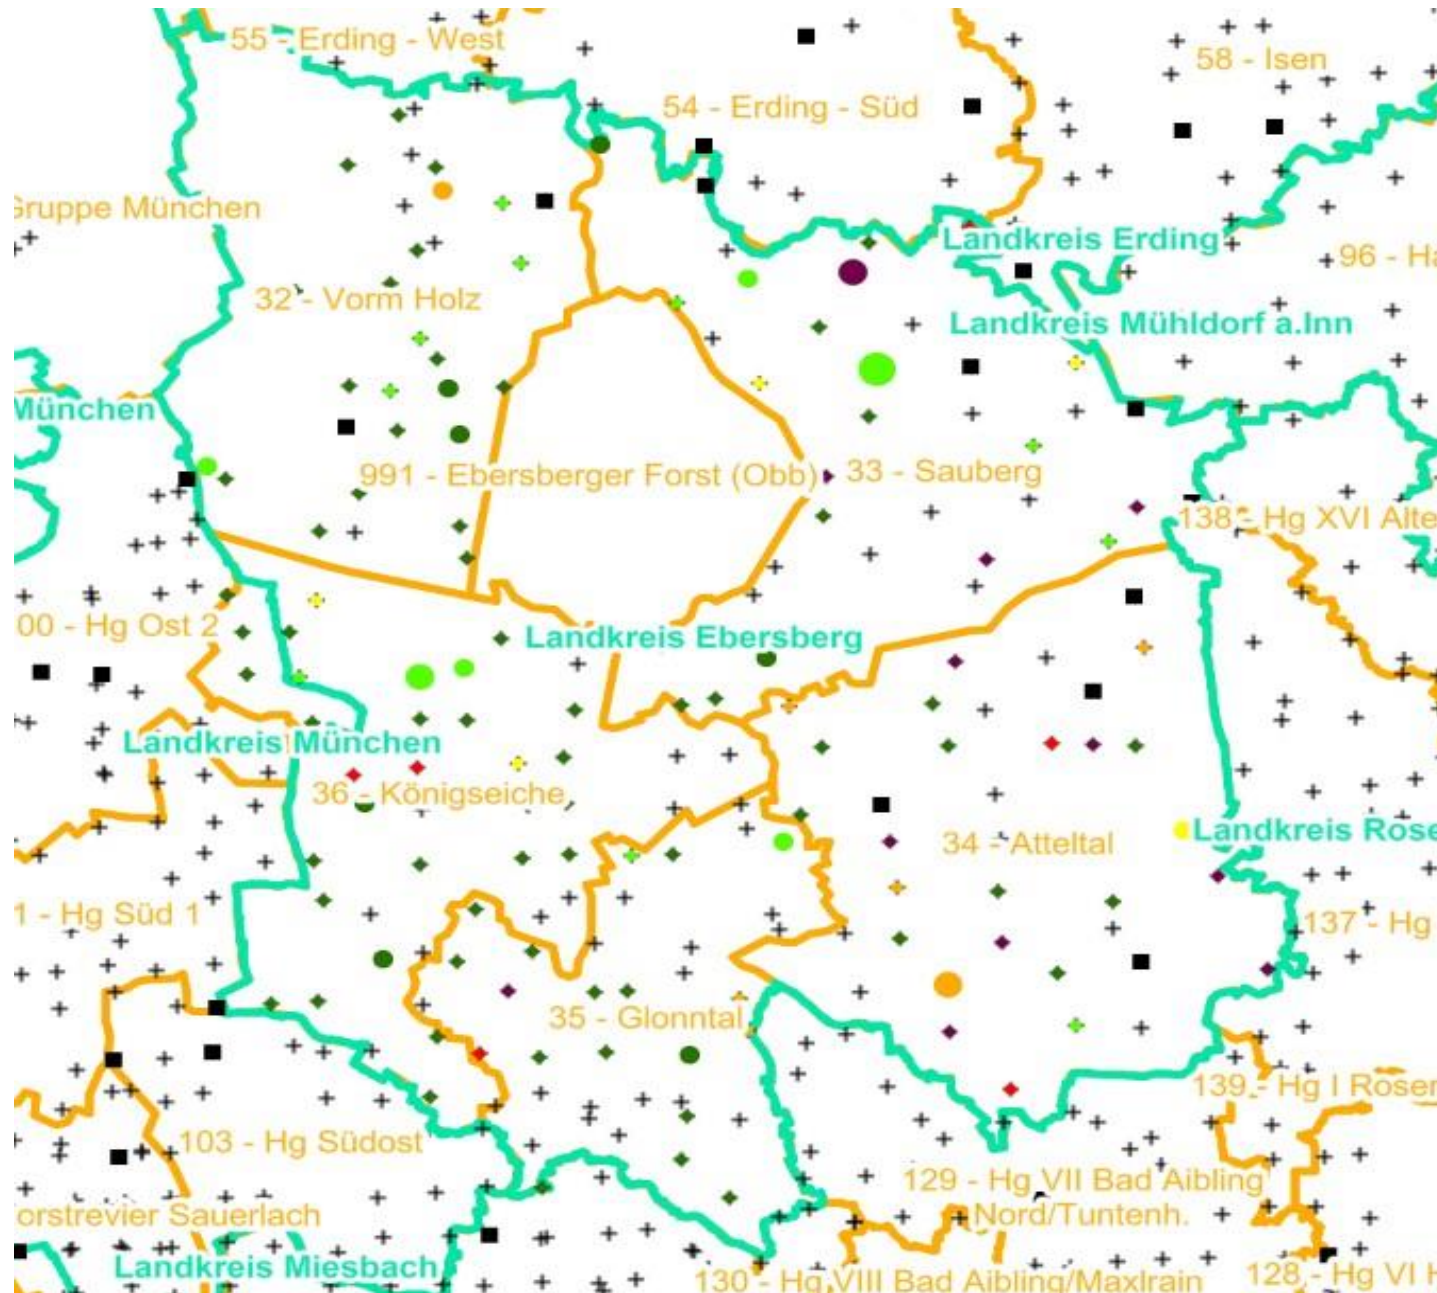 55 - Erding - West
58 - Isen
54 - Erding - Süd
Gruppe München
Landkreis Erding
96 - Ha
32 - Vorm Holz
Landkreis Mühldorf a.Inn
München
991 - Ebersberger Forst (Obb)
33 - Sauberg
138 - Hg XVI Alte
00 - Hg Ost 2
Landkreis Ebersberg
Landkreis München
36 - Königseiche
Landkreis Rose
34 - Atteltal
1 - Hg Süd 1
137 - Hg
35 - Glonntal
139 - Hg I Roser
103 - Hg Südost
129 - Hg VII Bad Aibling
Nord/Tuntenh.
orstrevier Sauerlach
Landkreis Miesbach
130 - Hg VIII Bad Aibling/Maxlrain
128 - Hg VI H